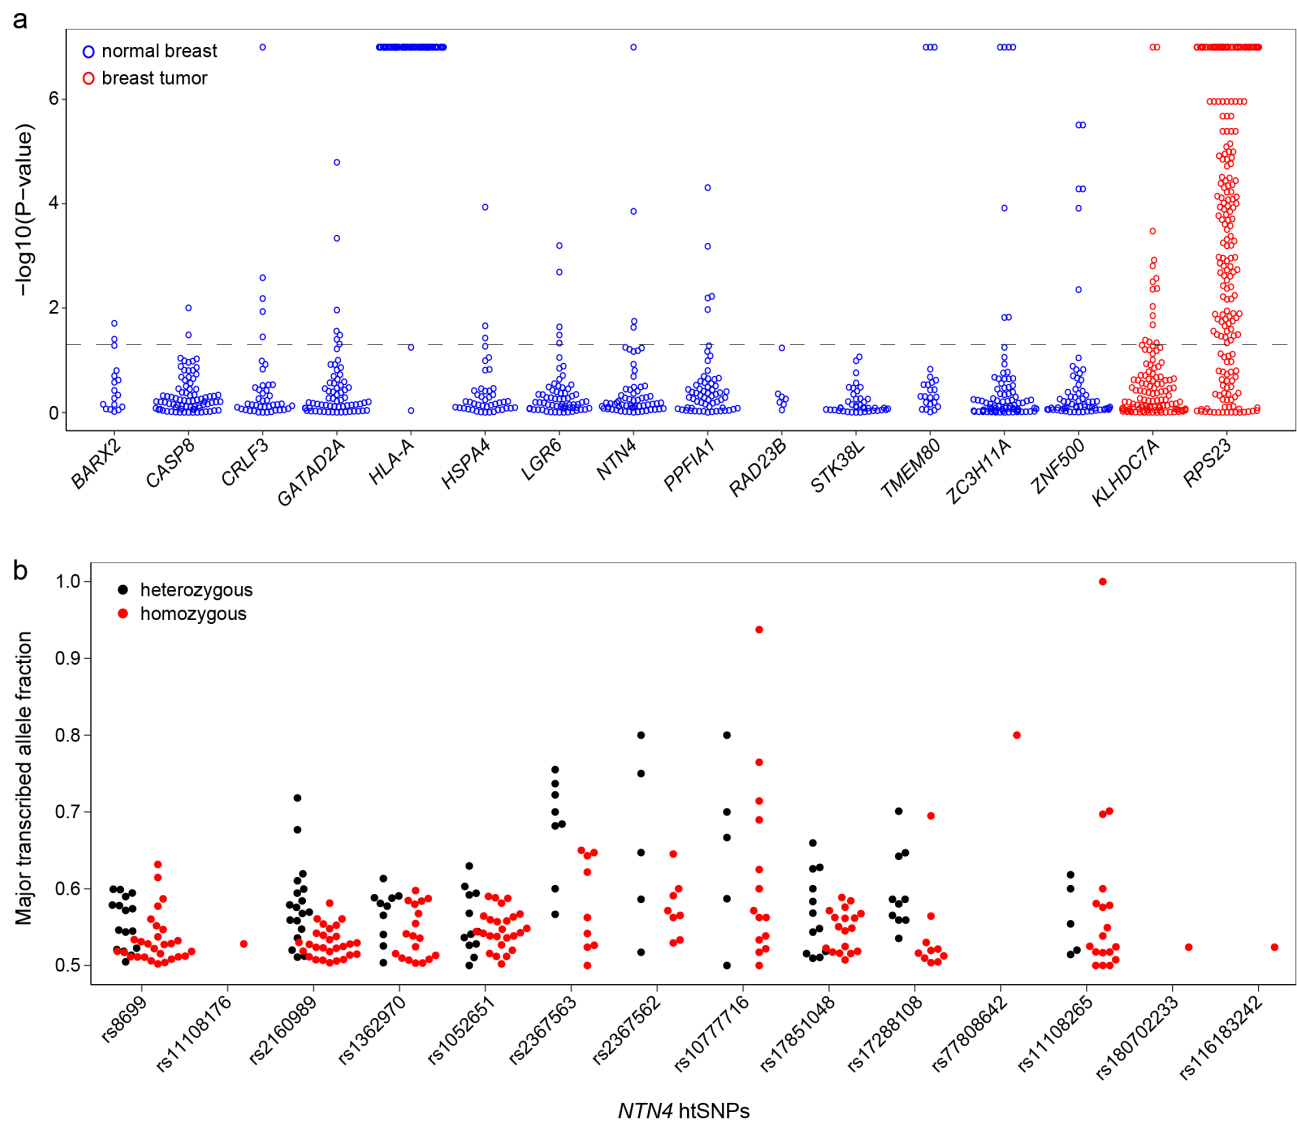 a
normal breast
breast tumor
−log10(P−value)
6
4
2
0
BARX2
CASP8
CRLF3
GATAD2A
HLA-A
HSPA4
LGR6
NTN4
PPFIA1
RAD23B
STK38L
TMEM80
ZC3H11A
ZNF500
KLHDC7A
RPS23
b
heterozygous
homozygous
Major transcribed allele fraction
1.0
0.9
0.8
0.7
0.6
0.5
rs8699
rs11108176
rs2160989
rs1362970
rs1052651
rs2367563
rs2367562
rs10777716
rs17851048
rs17288108
rs77808642
rs11108265
rs180702233
rs116183242
NTN4 htSNPs